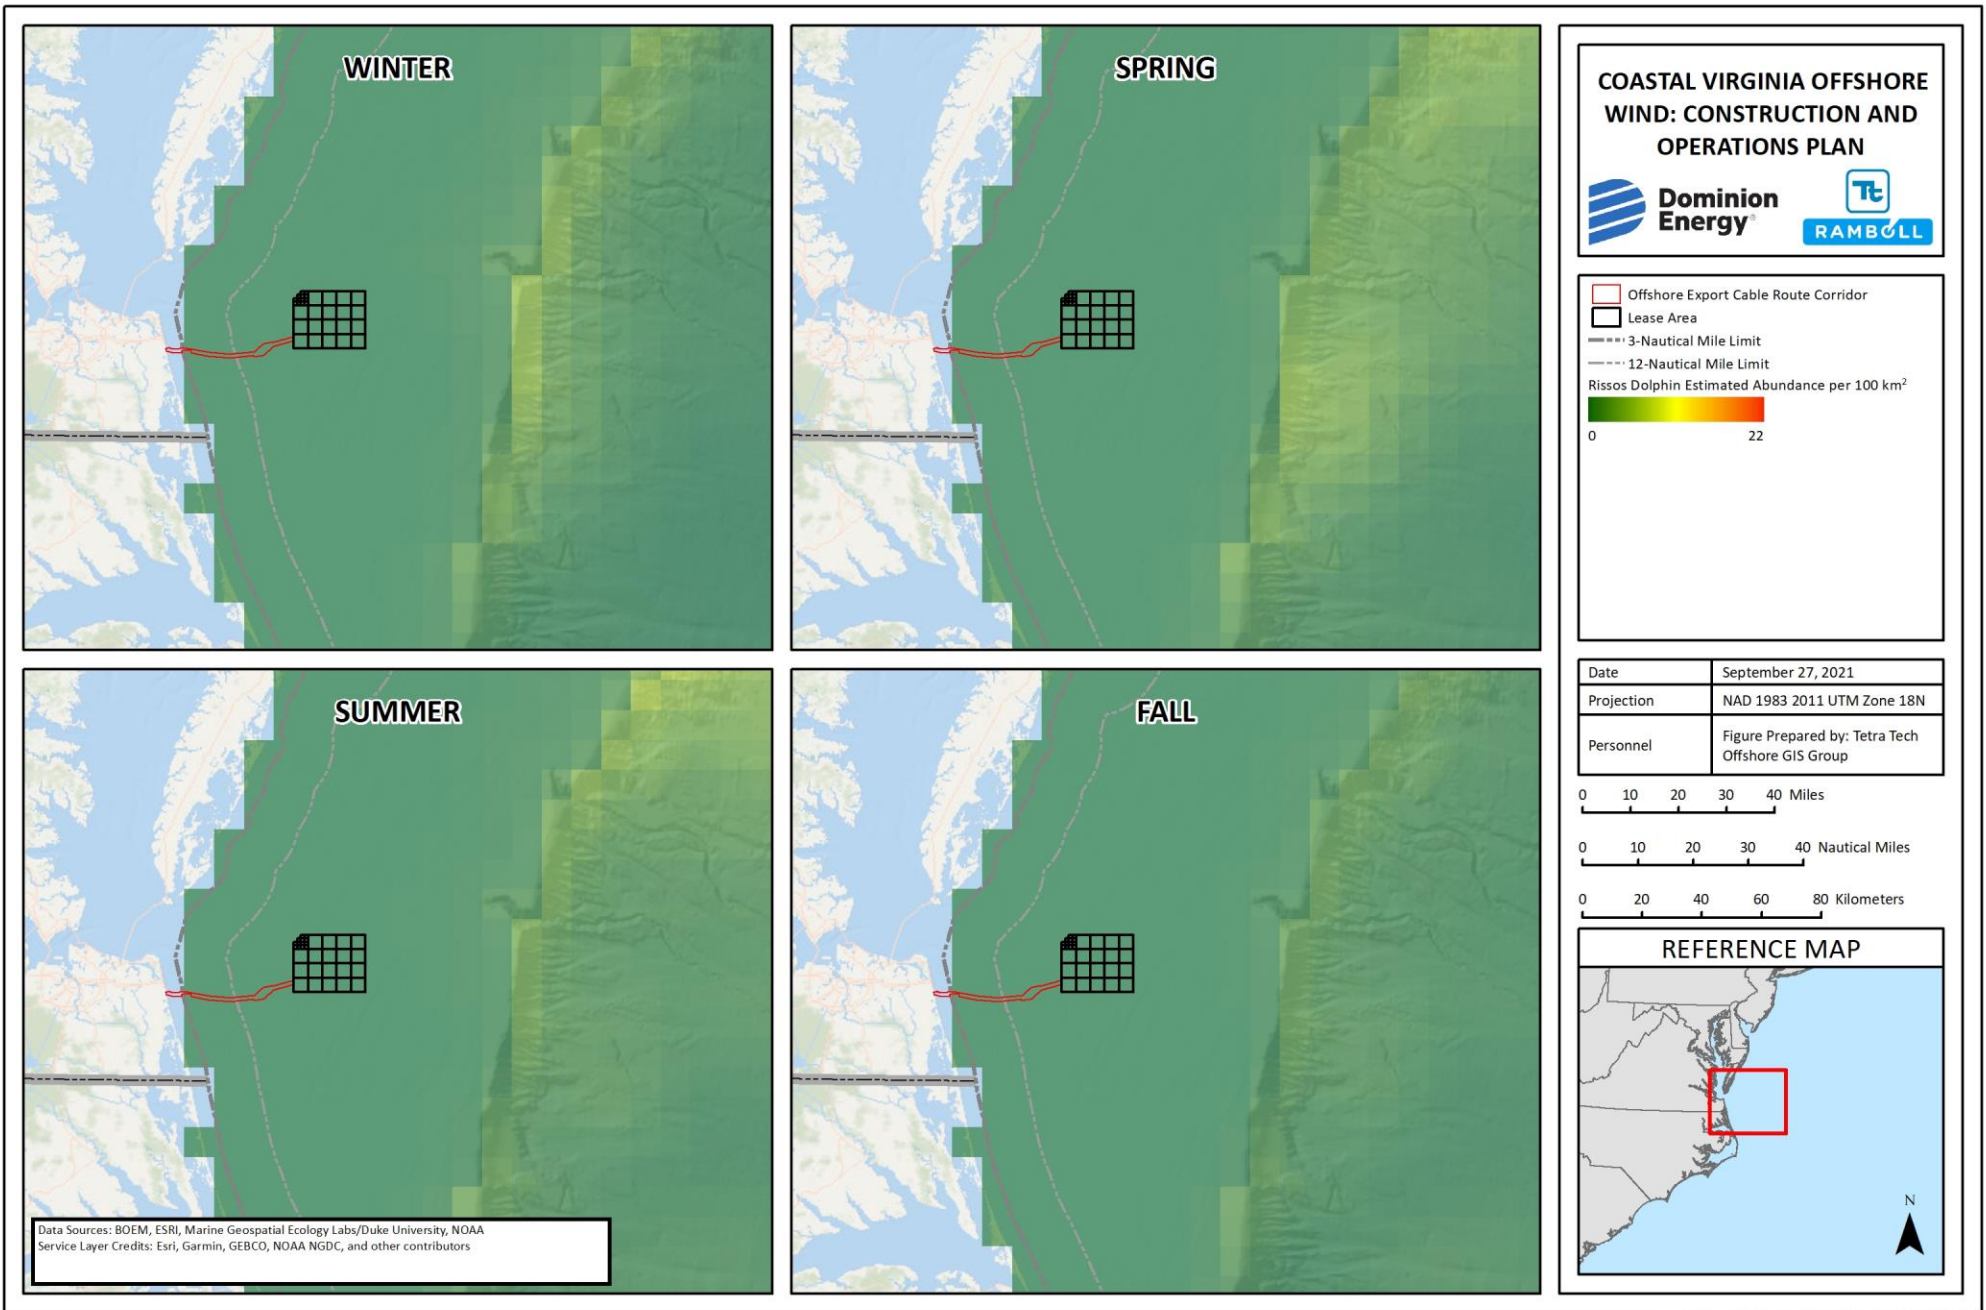 WINTER
SPRING
SUMMER
FALL
Data Sources: BOEM, ESRI, Marine Geospatial Ecology Labs/Duke University, NOAA
Service Layer Credits: Esri, Garmin, GEBCO, NOAA NGDC, and other contributors
COASTAL VIRGINIA OFFSHORE
WIND: CONSTRUCTION AND
OPERATIONS PLAN
Dominion
Energy®
Tt
RAMBOLL
Offshore Export Cable Route Corridor
Lease Area
3-Nautical Mile Limit
12-Nautical Mile Limit
Rissos Dolphin Estimated Abundance per 100 km²
0 22
Date September 27, 2021
Projection NAD 1983 2011 UTM Zone 18N
Personnel Figure Prepared by: Tetra Tech
Offshore GIS Group
0 10 20 30 40 Miles
0 10 20 30 40 Nautical Miles
0 20 40 60 80 Kilometers
REFERENCE MAP
N